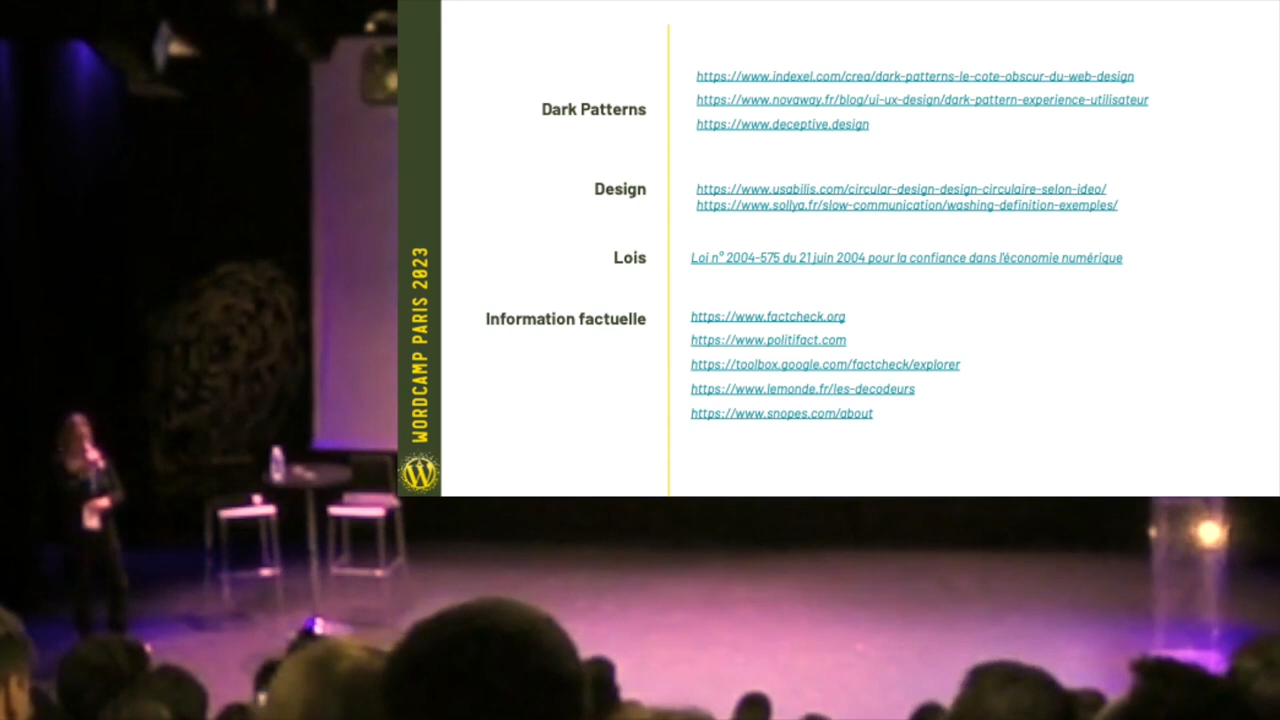 WORDCAMP PARIS 2023
Dark Patterns
https://www.indexel.com/crea/dark-patterns-le-cote-obscur-du-web-design
https://www.novaway.fr/blog/ui-ux-design/dark-pattern-experience-utilisateur
https://www.deceptive.design
Design
https://www.usabilis.com/circular-design-design-circulaire-selon-ideo/
https://www.sollya.fr/slow-communication/washing-definition-exemples/
Lois
Loi n° 2004-575 du 21 juin 2004 pour la confiance dans l'économie numérique
Information factuelle
https://www.factcheck.org
https://www.politifact.com
https://toolbox.google.com/factcheck/explorer
https://www.lemonde.fr/les-decodeurs
https://www.snopes.com/about